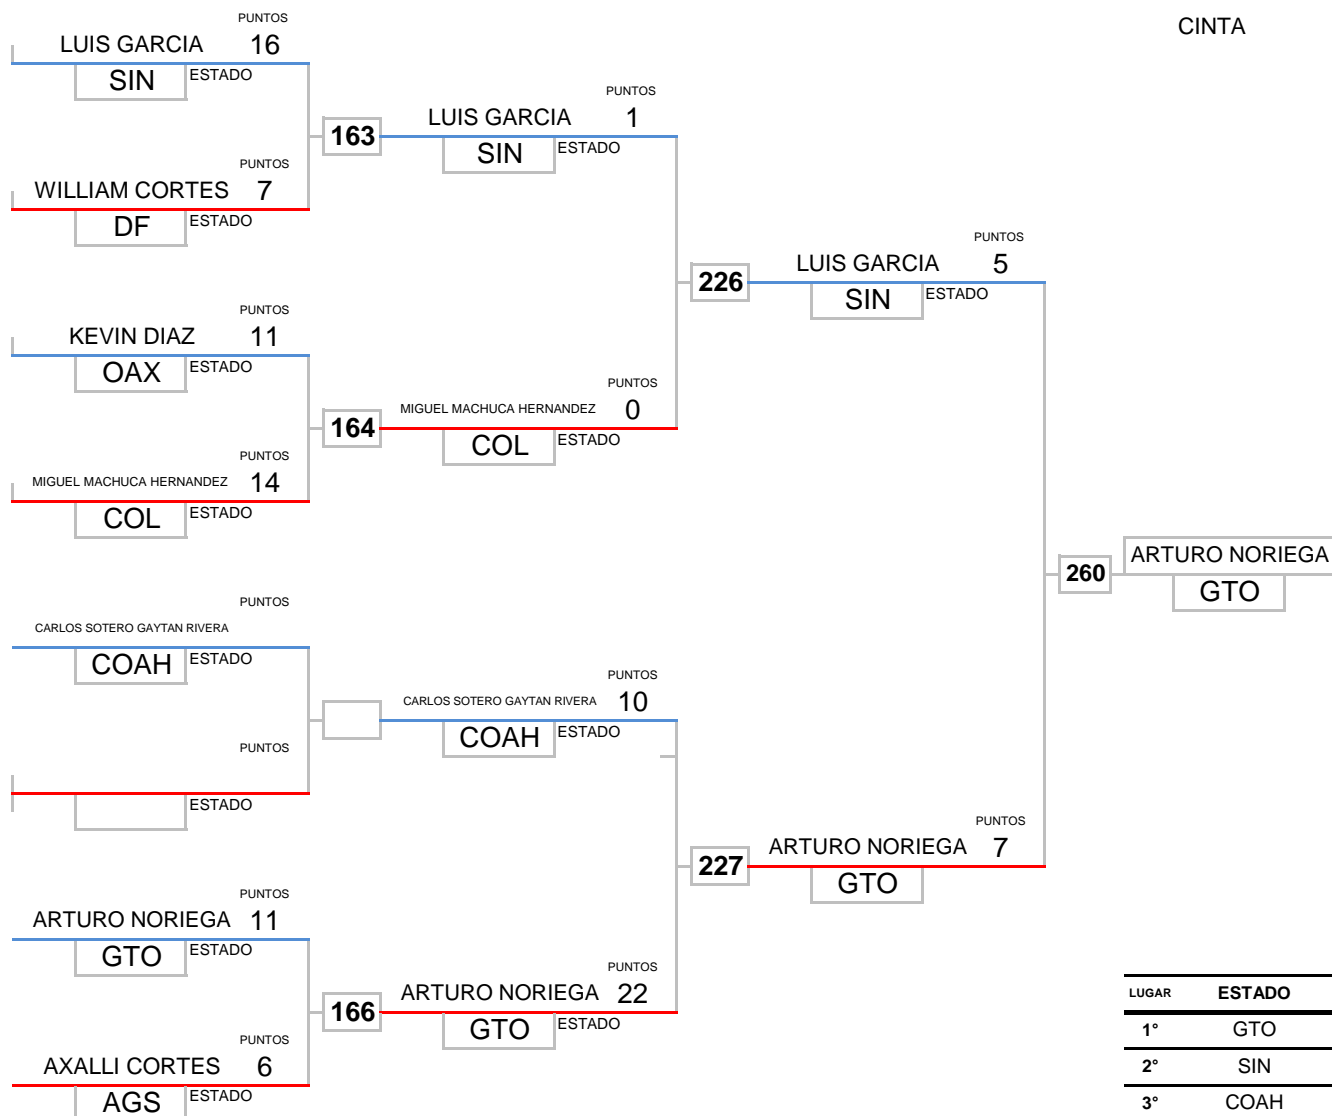 PUNTOS
CINTA
LUIS GARCIA 16
SIN ESTADO
PUNTOS
LUIS GARCIA 1
163
SIN ESTADO
PUNTOS
WILLIAM CORTES 7
DF ESTADO
PUNTOS
LUIS GARCIA 5
226
SIN ESTADO
PUNTOS
KEVIN DIAZ 11
OAX ESTADO
PUNTOS
MIGUEL MACHUCA HERNANDEZ 0
164
COL ESTADO
PUNTOS
MIGUEL MACHUCA HERNANDEZ 14
COL ESTADO
ARTURO NORIEGA
260
GTO
PUNTOS
CARLOS SOTERO GAYTAN RIVERA
COAH ESTADO
PUNTOS
CARLOS SOTERO GAYTAN RIVERA 10
COAH ESTADO
PUNTOS
ESTADO
PUNTOS
ARTURO NORIEGA 7
227
GTO
PUNTOS
ARTURO NORIEGA 11
GTO ESTADO
PUNTOS
ARTURO NORIEGA 22
166
GTO ESTADO
PUNTOS
AXALLI CORTES 6
AGS ESTADO
LUGAR ESTADO
1° GTO
2° SIN
3° COAH